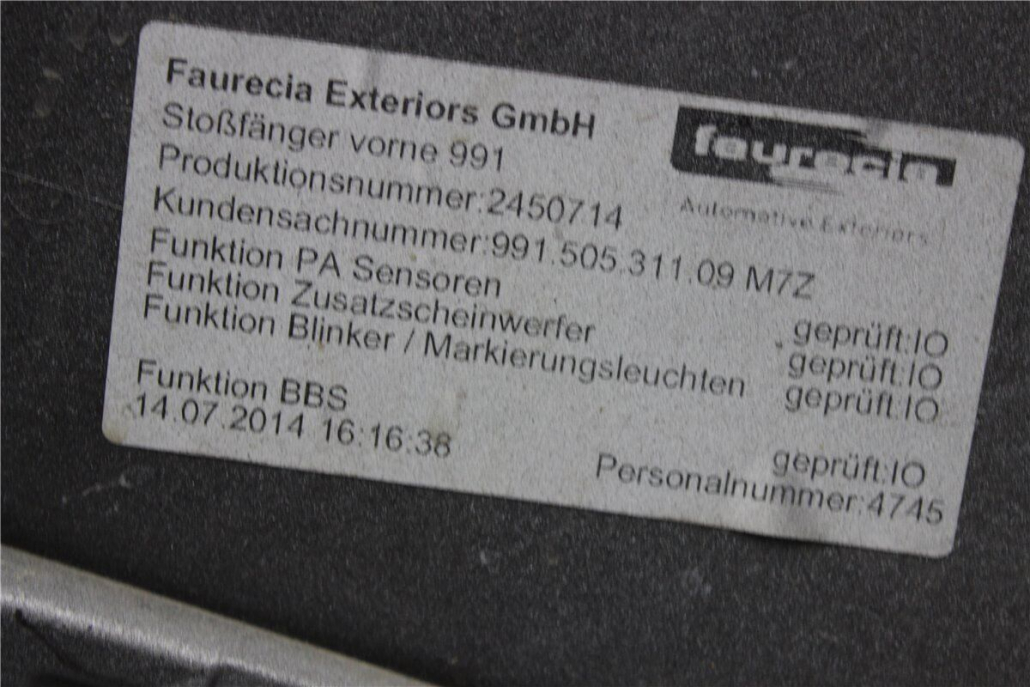 Faurecia Exteriors GmbH
faurecia
Automotive Exteriors
Stoßfänger vorne 991
Produktionsnummer:2450714
Kundensachnummer:991.505.311.09 M7Z
Funktion PA Sensoren geprüft:IO
Funktion Zusatzscheinwerfer geprüft:IO
Funktion Blinker / Markierungsleuchten geprüft:IO
Funktion BBS geprüft:IO
14.07.2014 16:16:38 Personalnummer:4745